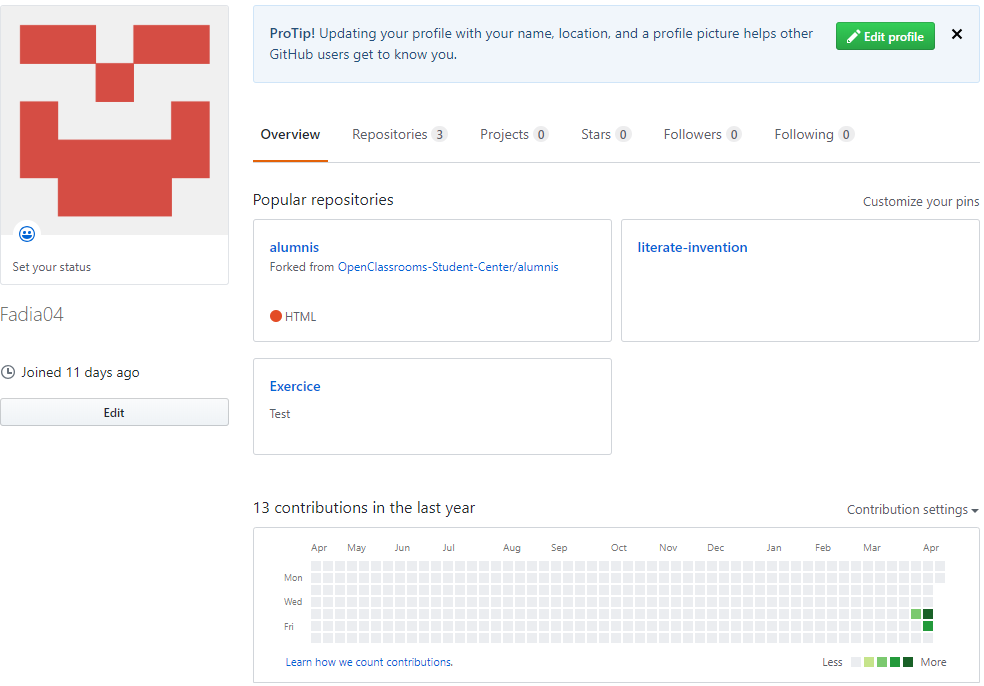 ProTip! Updating your profile with your name, location, and a profile picture helps other
GitHub users get to know you.
Edit profile
Overview
Repositories 3
Projects 0
Stars 0
Followers 0
Following 0
Set your status
Fadia04
Joined 11 days ago
Edit
Popular repositories
Customize your pins
alumnis
Forked from OpenClassrooms-Student-Center/alumnis
HTML
literate-invention
Exercice
Test
13 contributions in the last year
Contribution settings
Apr May Jun Jul Aug Sep Oct Nov Dec Jan Feb Mar Apr
Mon
Wed
Fri
Learn how we count contributions.
Less More